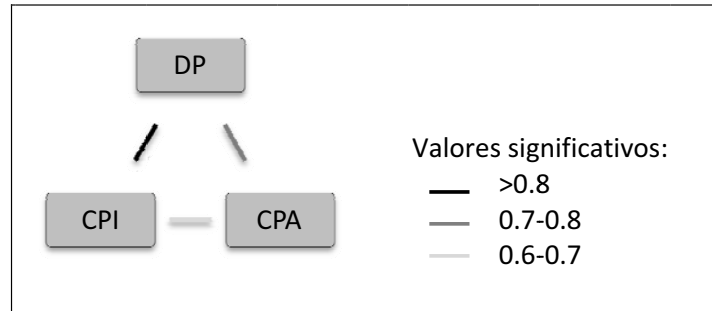 DP
CPI
CPA
Valores significativos:
>0.8
0.7-0.8
0.6-0.7